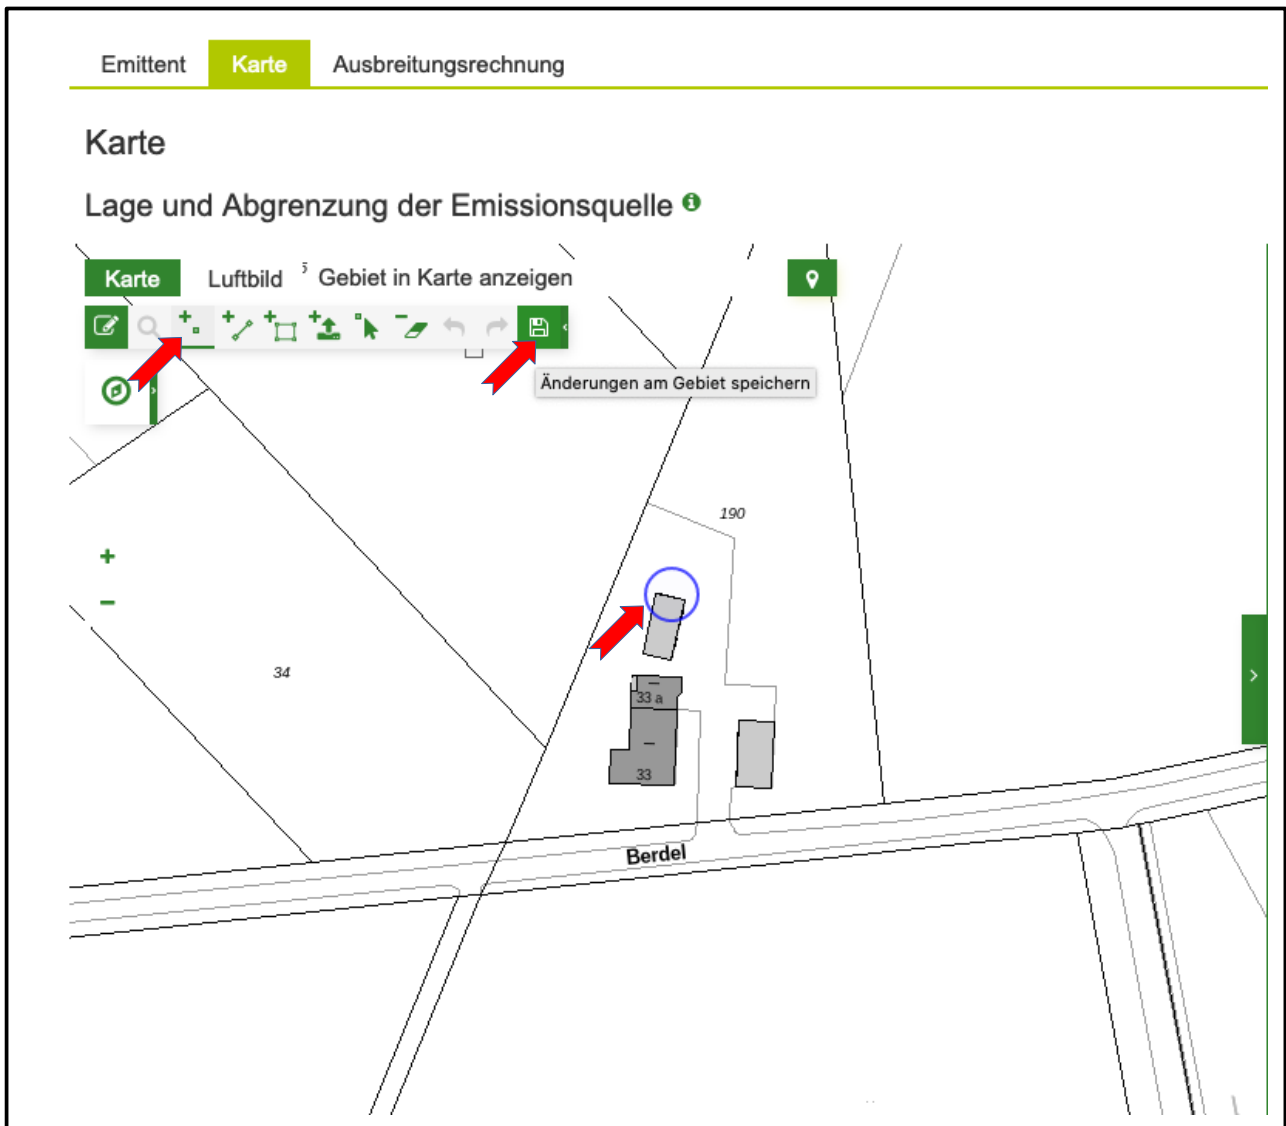 Emittent Karte Ausbreitungsrechnung
Karte
Lage und Abgrenzung der Emissionsquelle
Karte Luftbild 5 Gebiet in Karte anzeigen
Änderungen am Gebiet speichern
190
34
33 a
33
Berdel